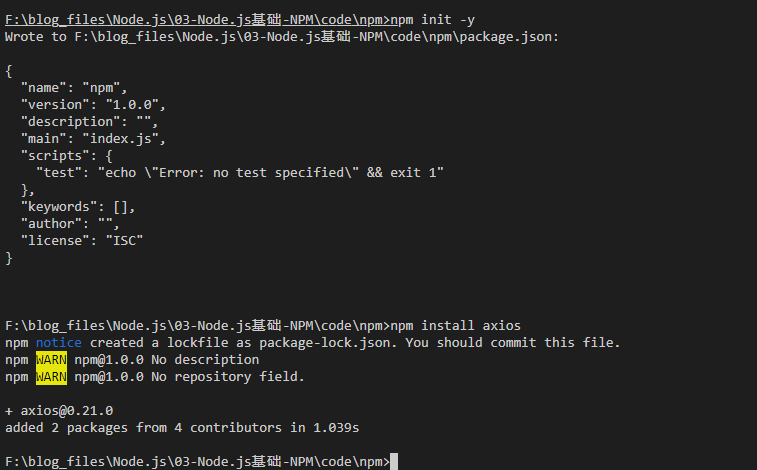 F:\blog_files\Node.js\03-Node.js基础-NPM\code\npm>npm init -y
Wrote to F:\blog_files\Node.js\03-Node.js基础-NPM\code\npm\package.json:
{
  "name": "npm",
  "version": "1.0.0",
  "description": "",
  "main": "index.js",
  "scripts": {
    "test": "echo \"Error: no test specified\" && exit 1"
  },
  "keywords": [],
  "author": "",
  "license": "ISC"
}
F:\blog_files\Node.js\03-Node.js基础-NPM\code\npm>npm install axios
npm notice created a lockfile as package-lock.json. You should commit this file.
npm WARN npm@1.0.0 No description
npm WARN npm@1.0.0 No repository field.
+ axios@0.21.0
added 2 packages from 4 contributors in 1.039s
F:\blog_files\Node.js\03-Node.js基础-NPM\code\npm>